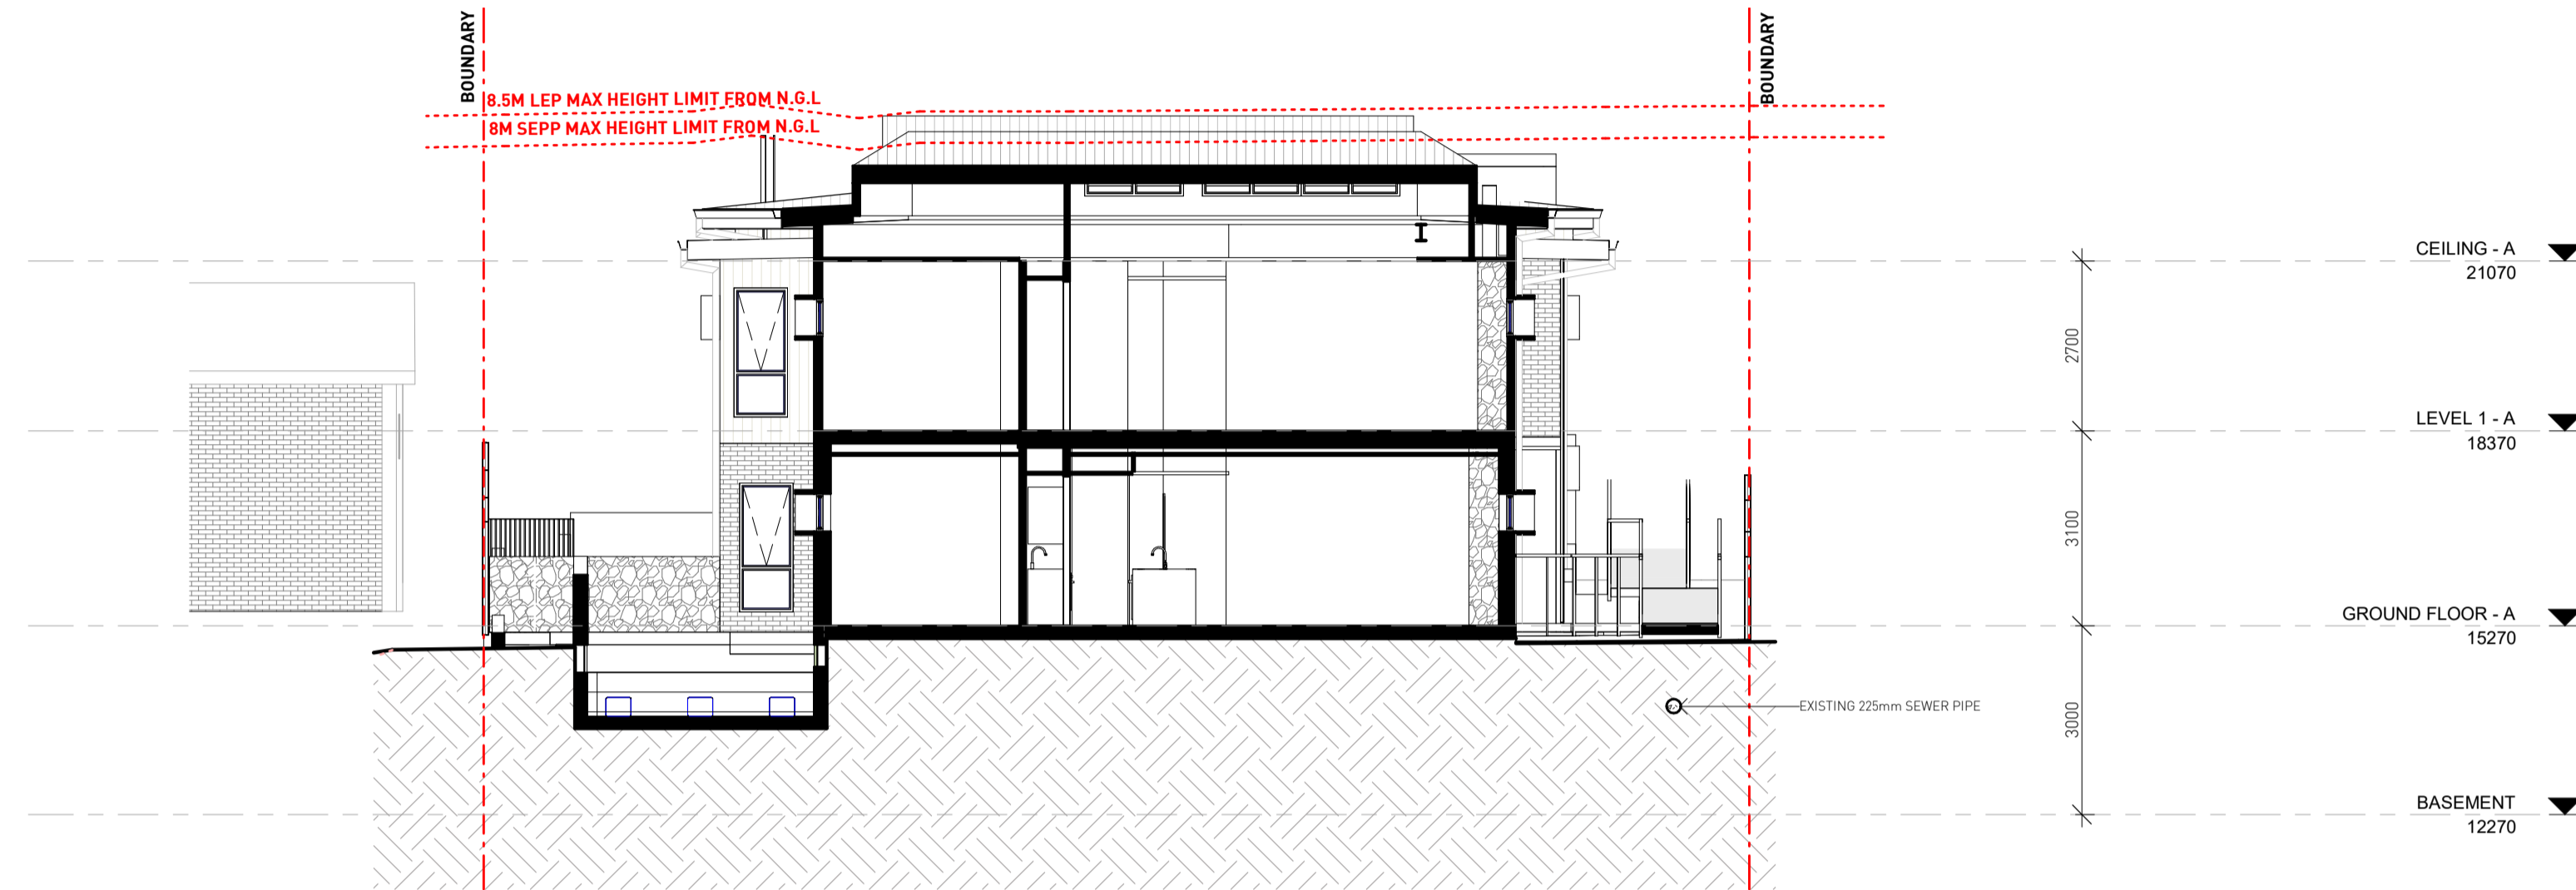 BOUNDARY
BOUNDARY
8.5M LEP MAX HEIGHT LIMIT FROM N.G.L
8M SEPP MAX HEIGHT LIMIT FROM N.G.L
CEILING - A
21070
2700
LEVEL 1 - A
18370
3100
GROUND FLOOR - A
15270
EXISTING 225mm SEWER PIPE
3000
BASEMENT
12270